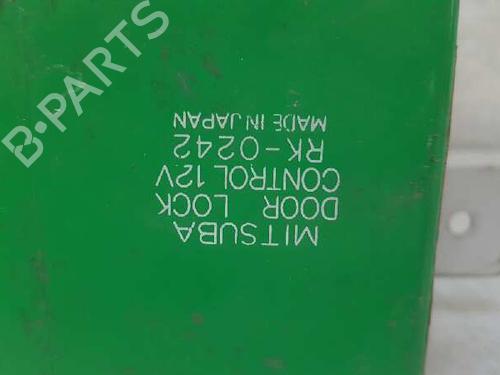 MITSUBA
DOOR LOCK
CONTROL 12V
RK-0242
MADE IN JAPAN
B-PARTS